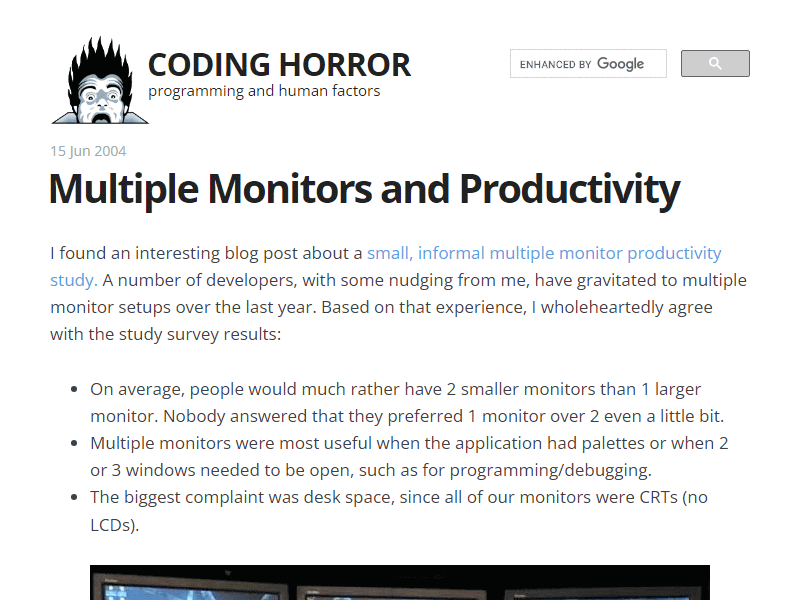 CODING HORROR
programming and human factors
ENHANCED BY Google
15 Jun 2004
Multiple Monitors and Productivity
I found an interesting blog post about a small, informal multiple monitor productivity
study. A number of developers, with some nudging from me, have gravitated to multiple
monitor setups over the last year. Based on that experience, I wholeheartedly agree
with the study survey results:
• On average, people would much rather have 2 smaller monitors than 1 larger
monitor. Nobody answered that they preferred 1 monitor over 2 even a little bit.
• Multiple monitors were most useful when the application had palettes or when 2
or 3 windows needed to be open, such as for programming/debugging.
• The biggest complaint was desk space, since all of our monitors were CRTs (no
LCDs).